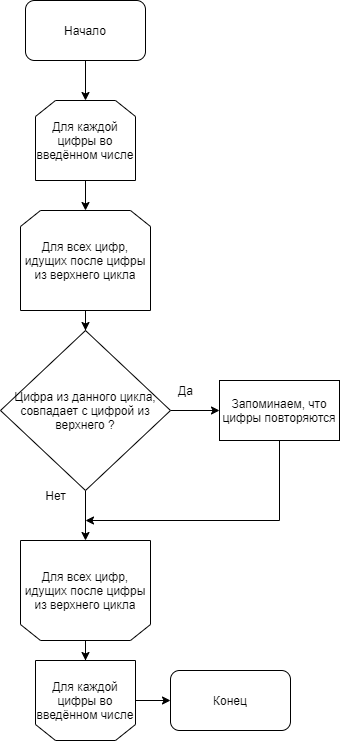 Начало
Для каждой
цифры во
введённом числе
Для всех цифр,
идущих после цифры
из верхнего цикла
Цифра из данного цикла,
совпадает с цифрой из
верхнего ?
Да
Запоминаем, что
цифры повторяются
Нет
Для всех цифр,
идущих после цифры
из верхнего цикла
Для каждой
цифры во
введённом числе
Конец